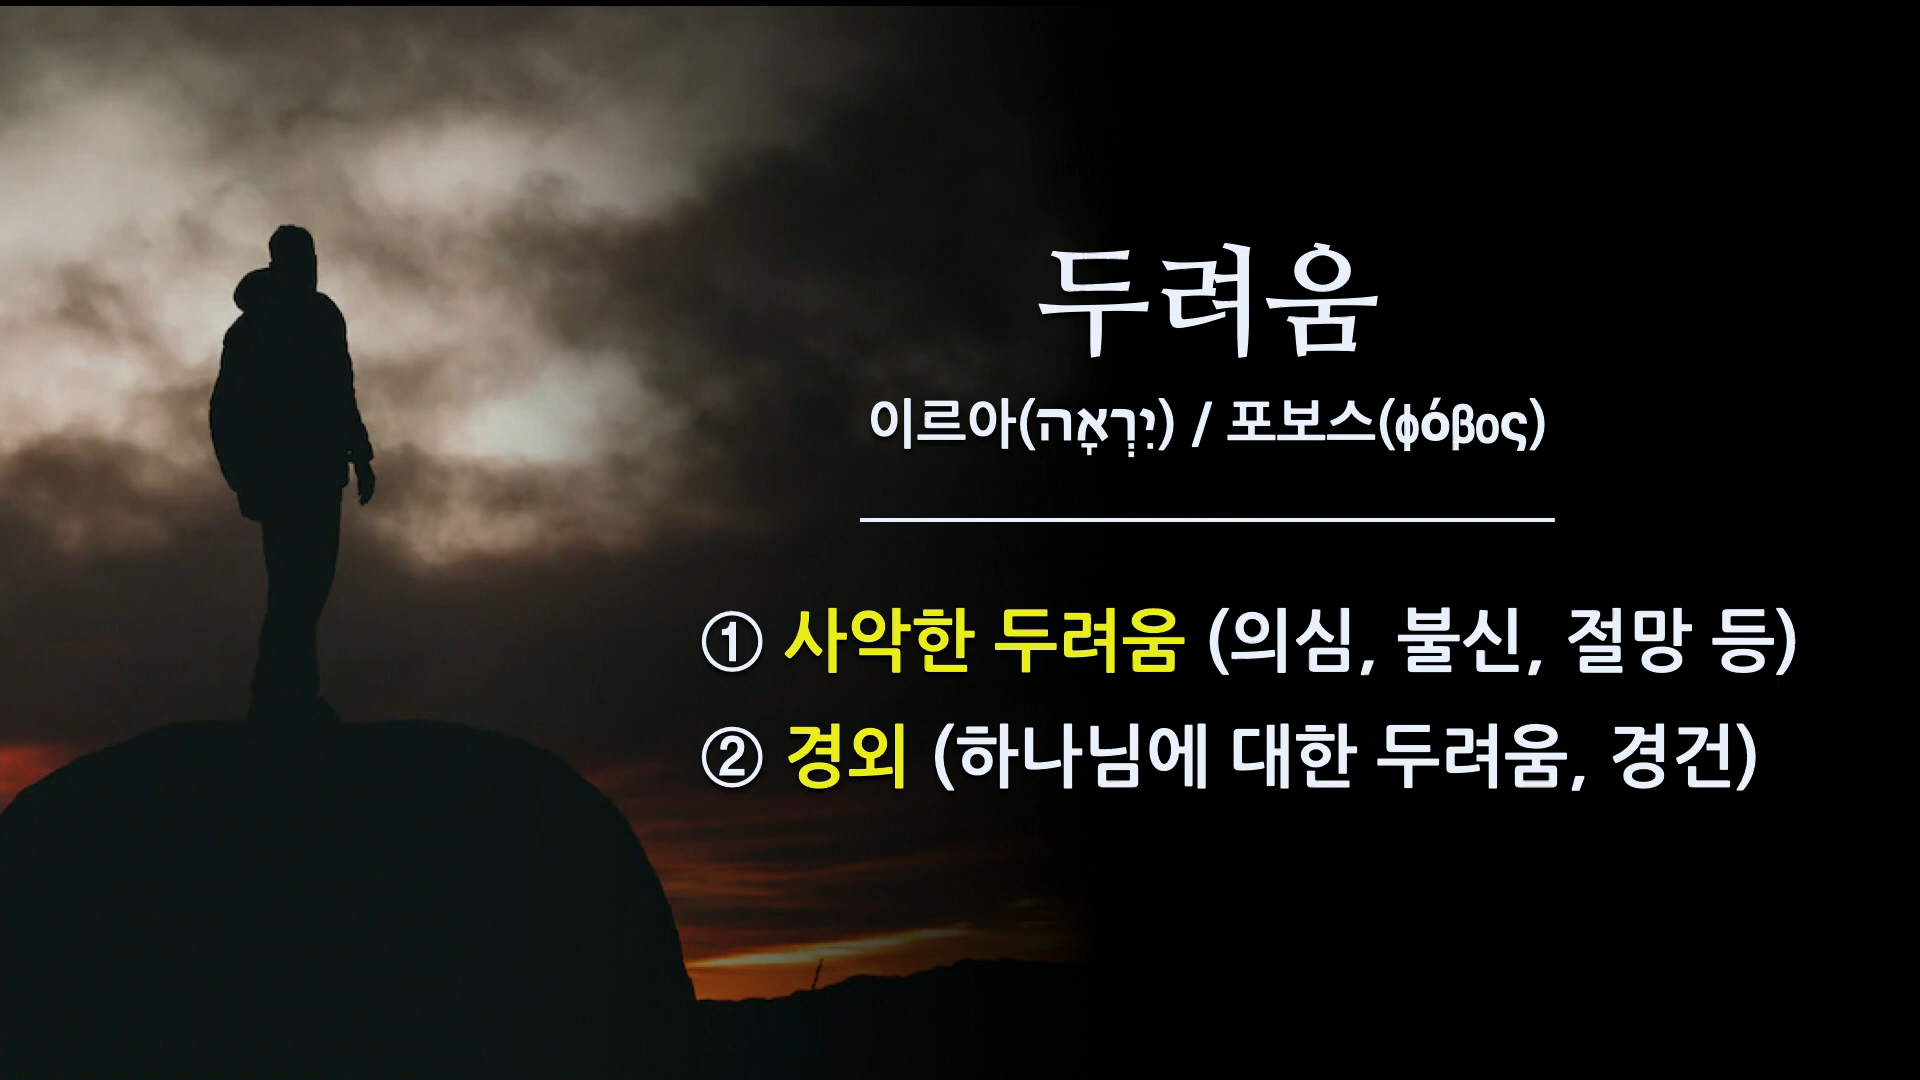 두려움
이르아(יִרְאָה) / 포보스(φόβος)
① 사악한 두려움 (의심, 불신, 절망 등)
② 경외 (하나님에 대한 두려움, 경건)